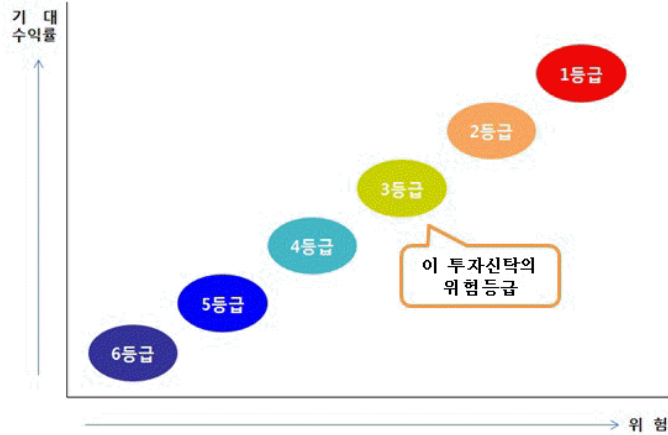 기 대
수익률
1등급
2등급
3등급
4등급
이 투자신탁의
위험등급
5등급
6등급
위 험